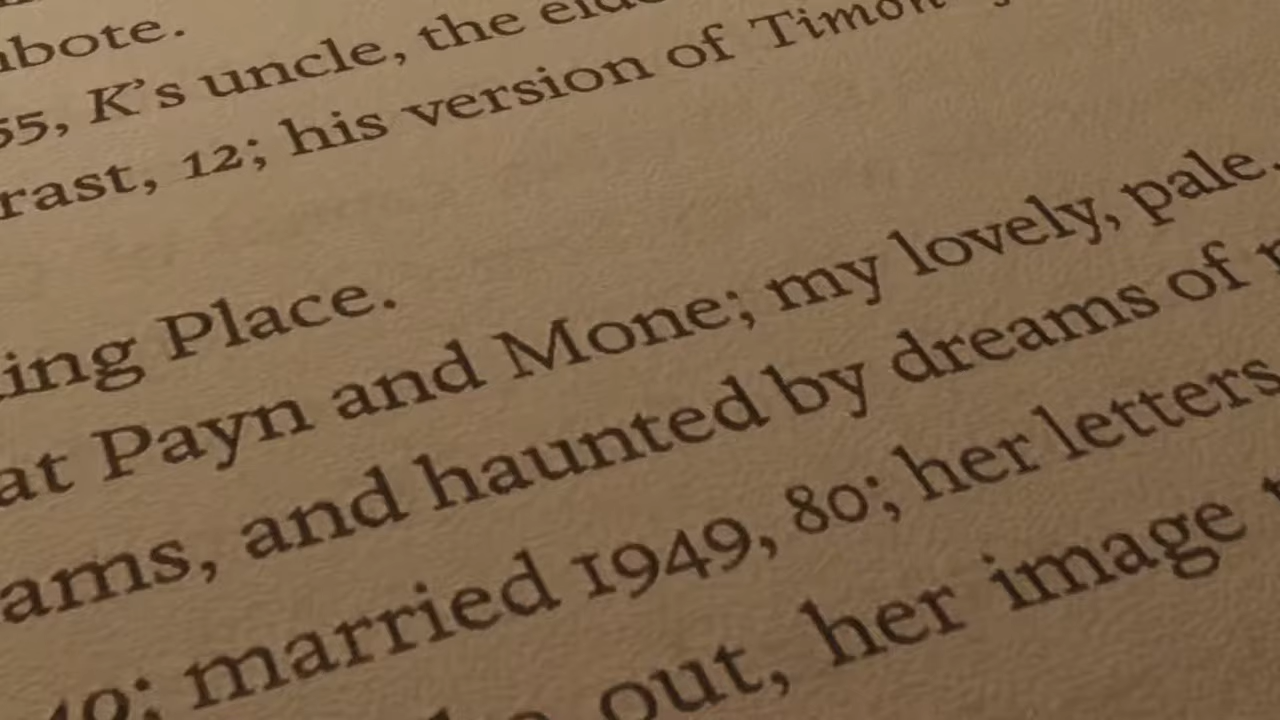 bote.
55, K's uncle, the
rast, 12; his version of Timon
ing Place.
at Payn and Mone; my lovely, pale,
ams, and haunted by dreams of
40; married 1949, 80; her letters
out, her image